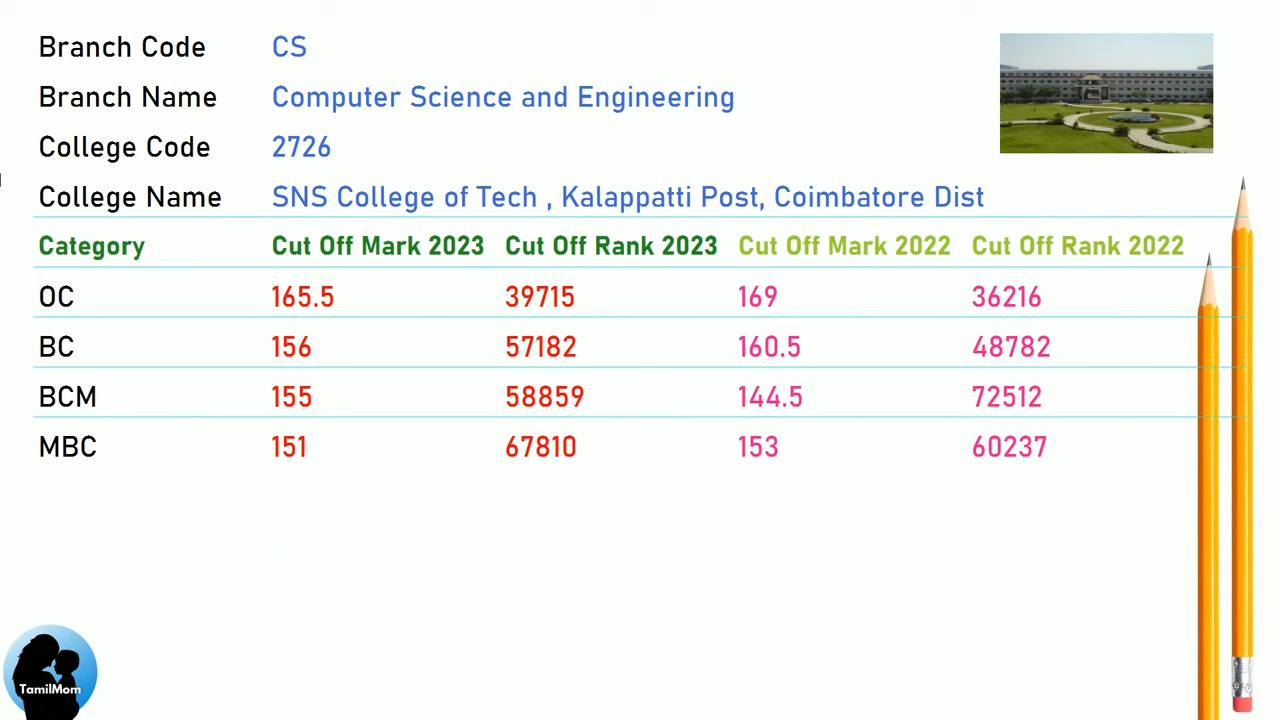 Branch Code CS
Branch Name Computer Science and Engineering
College Code 2726
College Name SNS College of Tech , Kalappatti Post, Coimbatore Dist
Category Cut Off Mark 2023 Cut Off Rank 2023 Cut Off Mark 2022 Cut Off Rank 2022
OC 165.5 39715 169 36216
BC 156 57182 160.5 48782
BCM 155 58859 144.5 72512
MBC 151 67810 153 60237
TamilMom